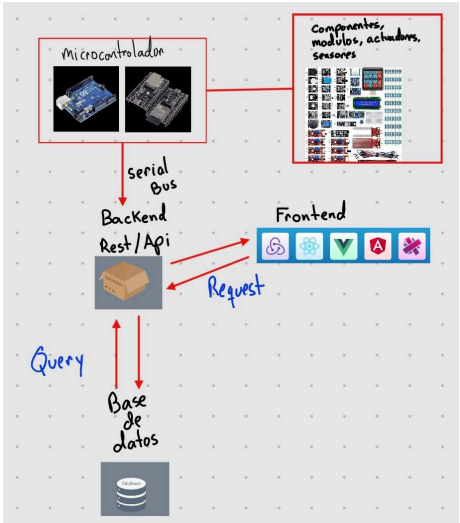 microcontrolador
Componentes,
modulos, actuadores,
sensores
serial
Bus
Backend
Rest/Api
Frontend
Request
Query
Base
de
datos
Database